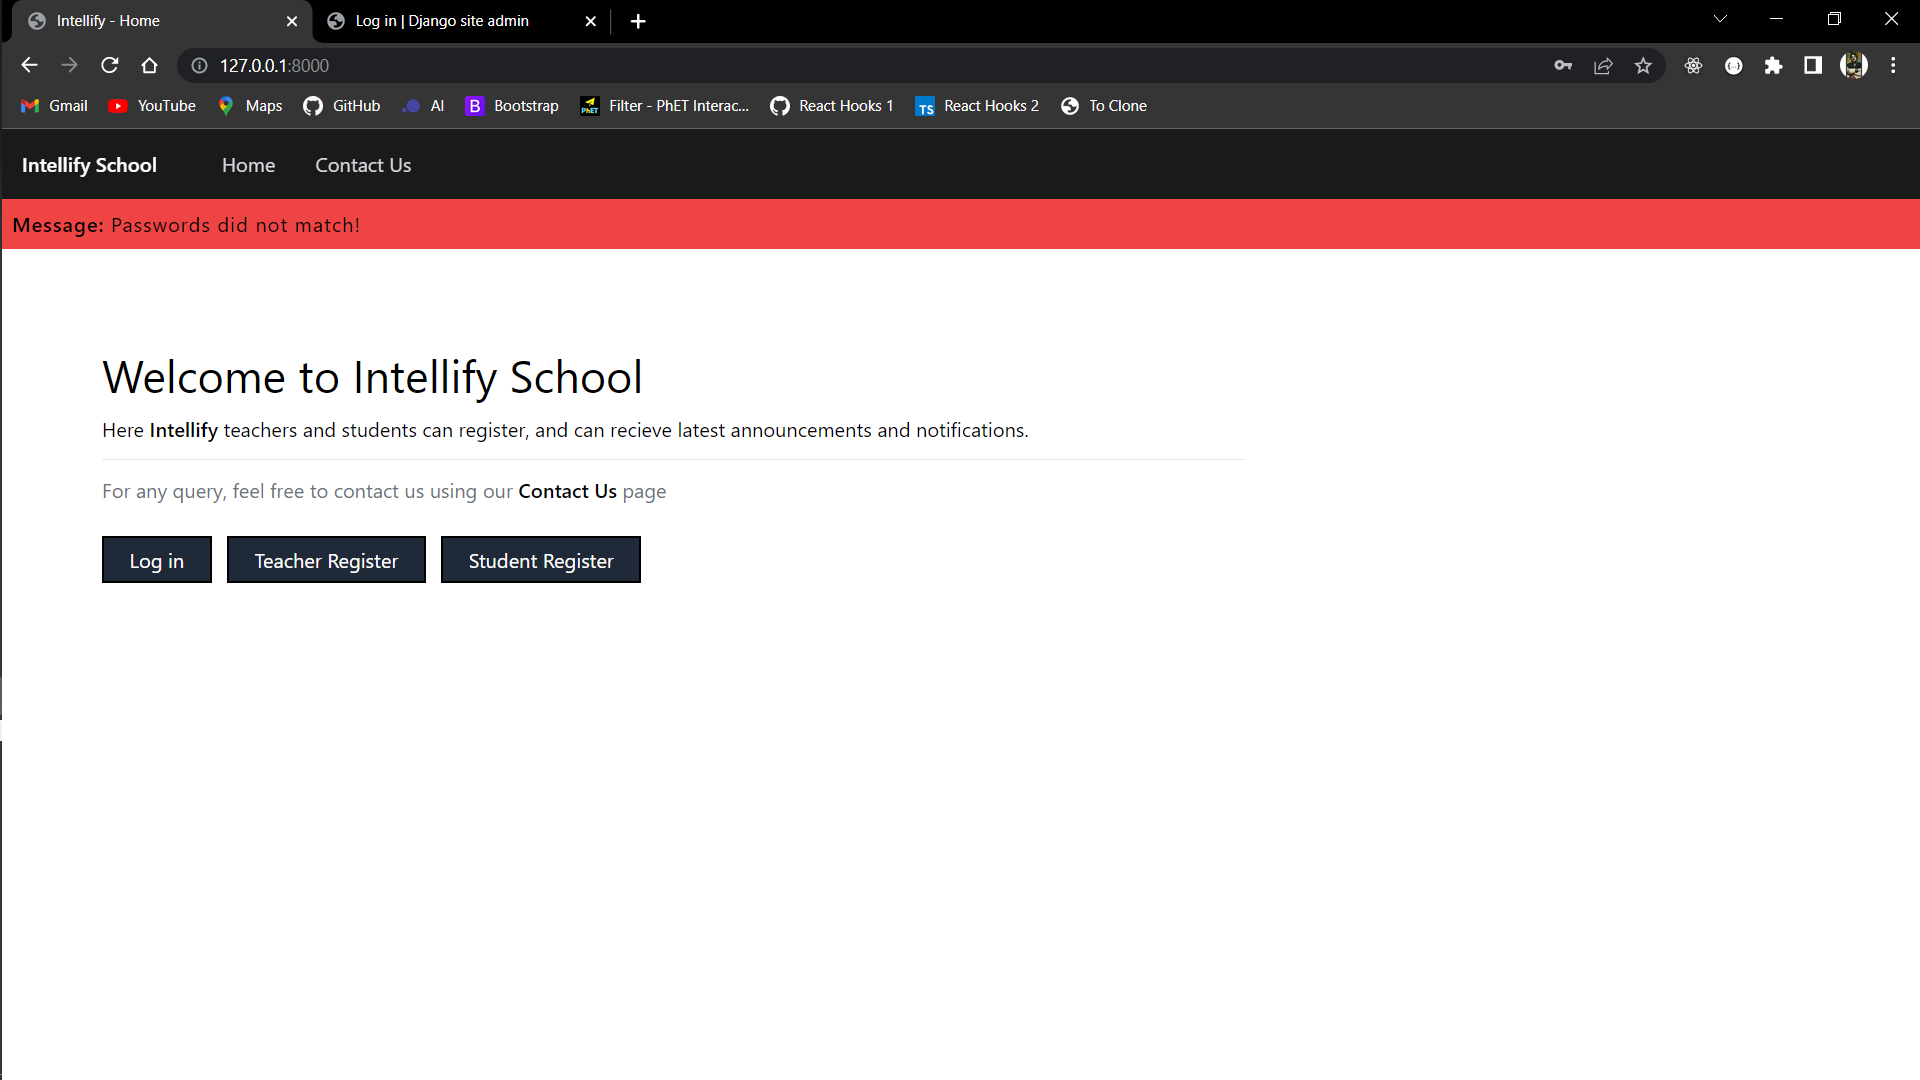 Intellify - Home
Log in | Django site admin
127.0.0.1:8000
Gmail YouTube Maps GitHub AI Bootstrap Filter - PhET Interac... React Hooks 1 React Hooks 2 To Clone
Intellify School Home Contact Us
Message: Passwords did not match!
Welcome to Intellify School
Here Intellify teachers and students can register, and can recieve latest announcements and notifications.
For any query, feel free to contact us using our Contact Us page
Log in Teacher Register Student Register